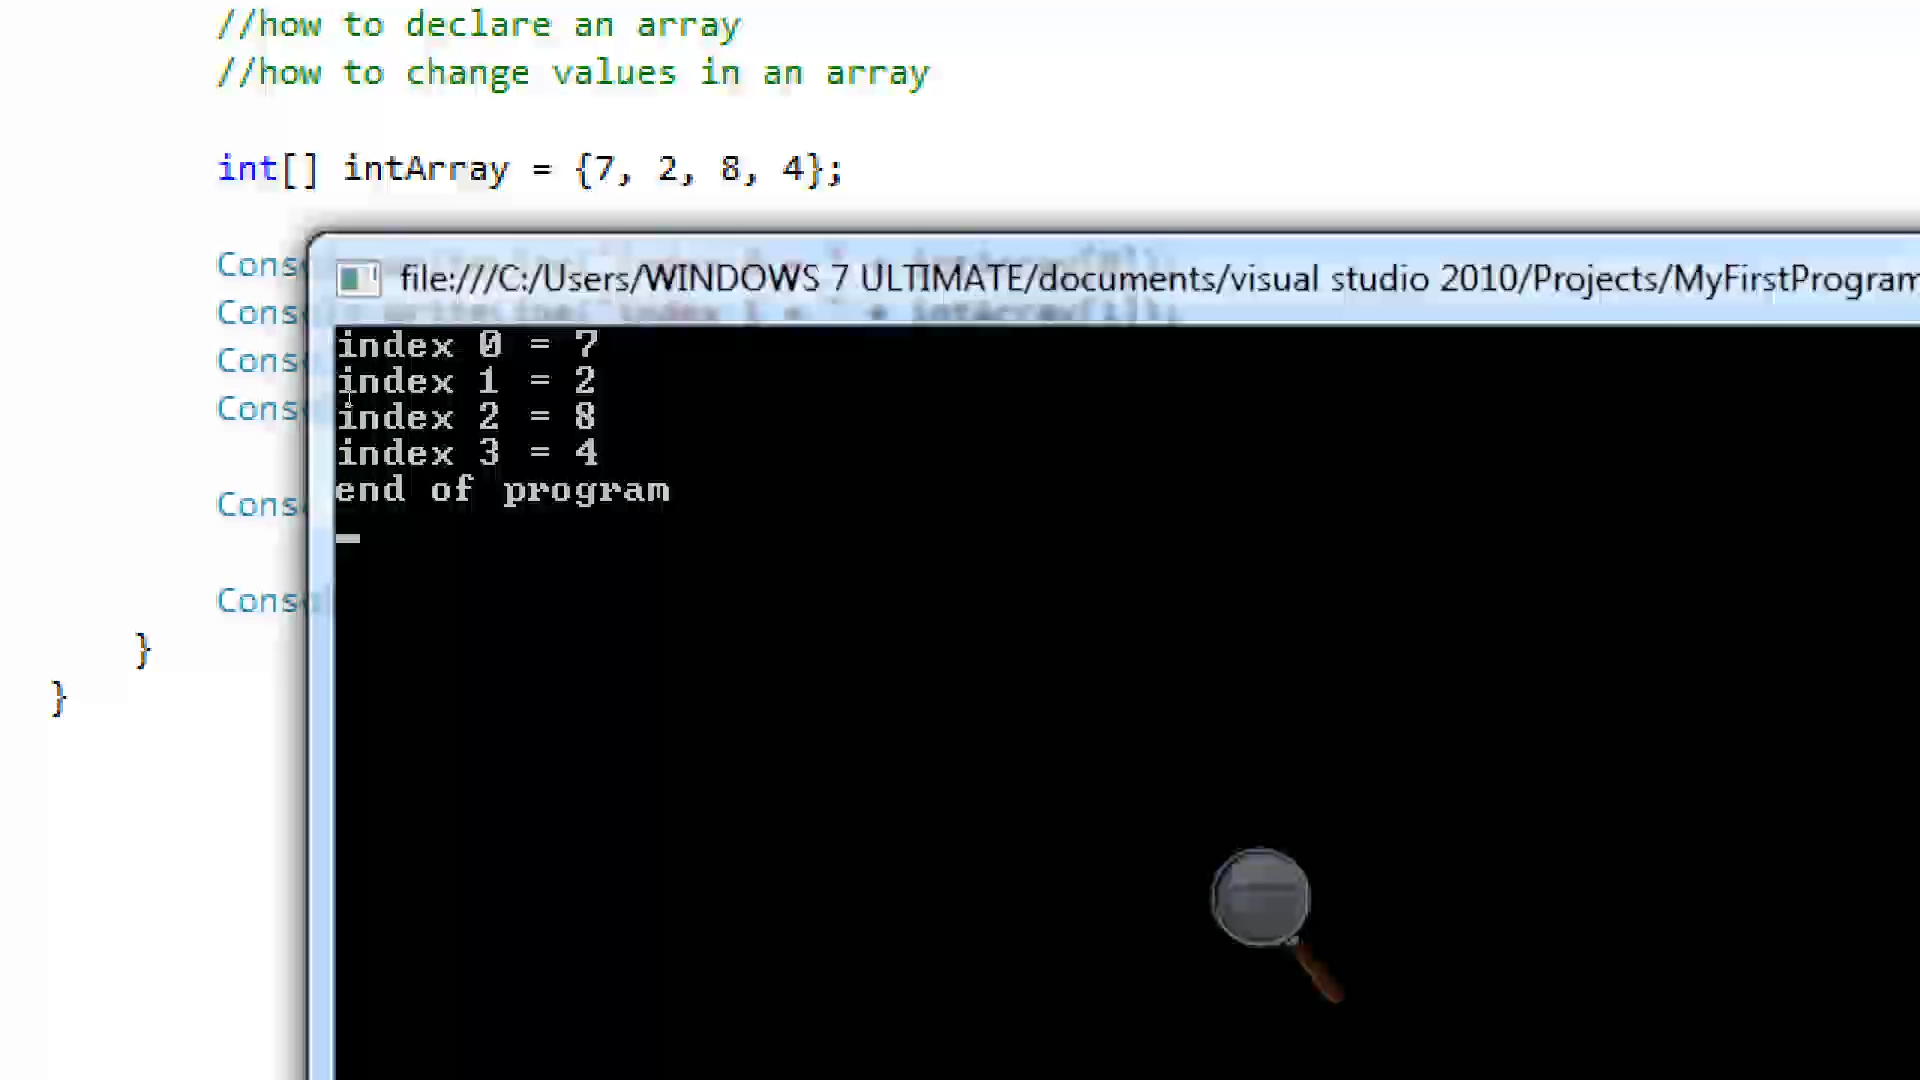 //how to declare an array
//how to change values in an array
int[] intArray = {7, 2, 8, 4};
Cons
file:///C:/Users/WINDOWS 7 ULTIMATE/documents/visual studio 2010/Projects/MyFirstProgram
Cons
index 0 = 7
Cons
index 1 = 2
Cons
index 2 = 8
index 3 = 4
Cons
end of program
Cons
}
}